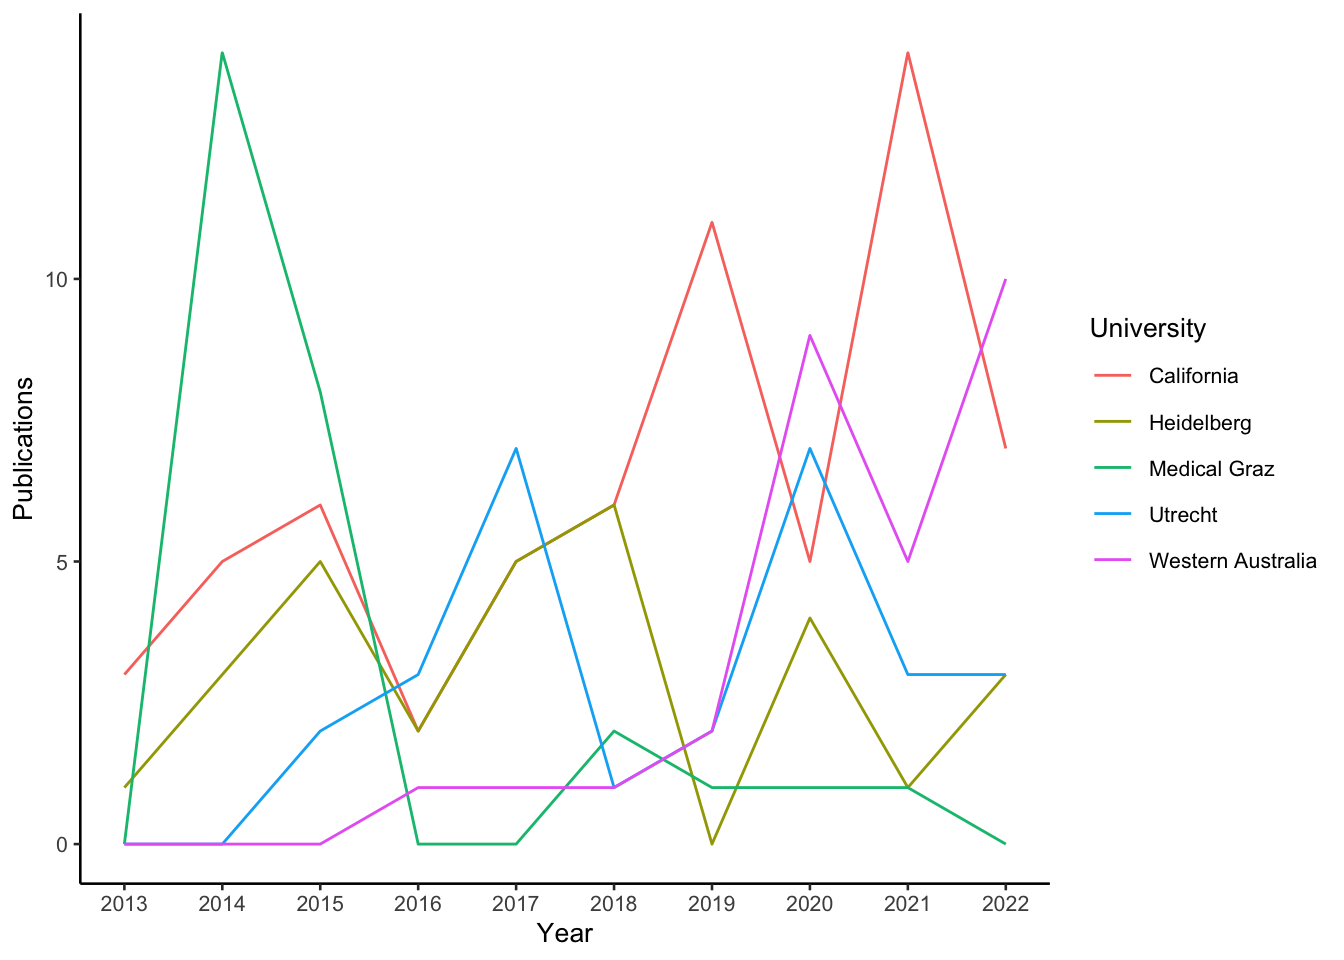 Publications
10
5
0
2013 2014 2015 2016 2017 2018 2019 2020 2021 2022
Year
University
California
Heidelberg
Medical Graz
Utrecht
Western Australia